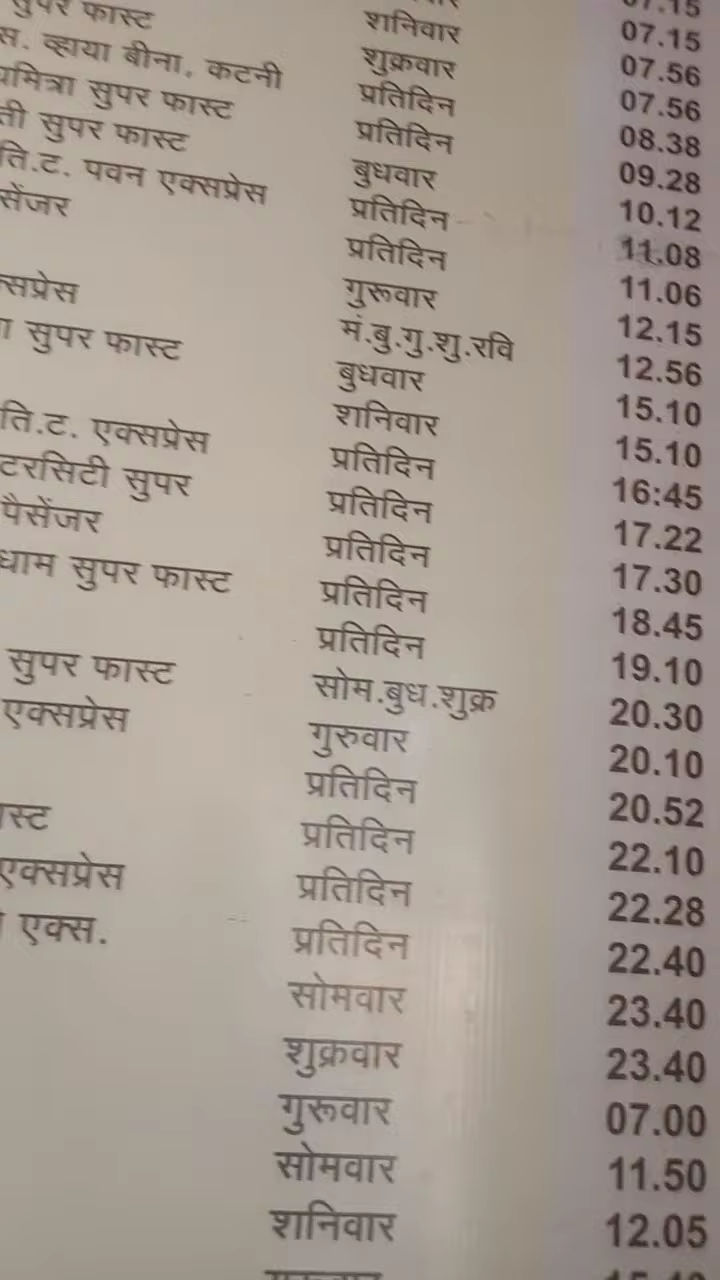 07.15
शनिवार 07.56
सुपर फास्ट शुक्रवार 07.56
स. व्हाया बीना, कटनी प्रतिदिन 08.38
मित्रा सुपर फास्ट प्रतिदिन 09.28
ती सुपर फास्ट बुधवार 10.12
ति.ट. पवन एक्सप्रेस प्रतिदिन 11.08
सेंजर प्रतिदिन 11.06
गुरूवार 12.15
क्सप्रेस मं.बु.गु.शु.रवि 12.56
सुपर फास्ट बुधवार 15.10
शनिवार 15.10
ति.ट. एक्सप्रेस प्रतिदिन 16:45
टरसिटी सुपर प्रतिदिन 17.22
पैसेंजर प्रतिदिन 17.30
धाम सुपर फास्ट प्रतिदिन 18.45
प्रतिदिन 19.10
सुपर फास्ट सोम.बुध.शुक्र 20.30
एक्सप्रेस गुरुवार 20.10
प्रतिदिन 20.52
स्ट प्रतिदिन 22.10
एक्सप्रेस प्रतिदिन 22.28
एक्स. प्रतिदिन 22.40
सोमवार 23.40
शुक्रवार 23.40
गुरूवार 07.00
सोमवार 11.50
शनिवार 12.05